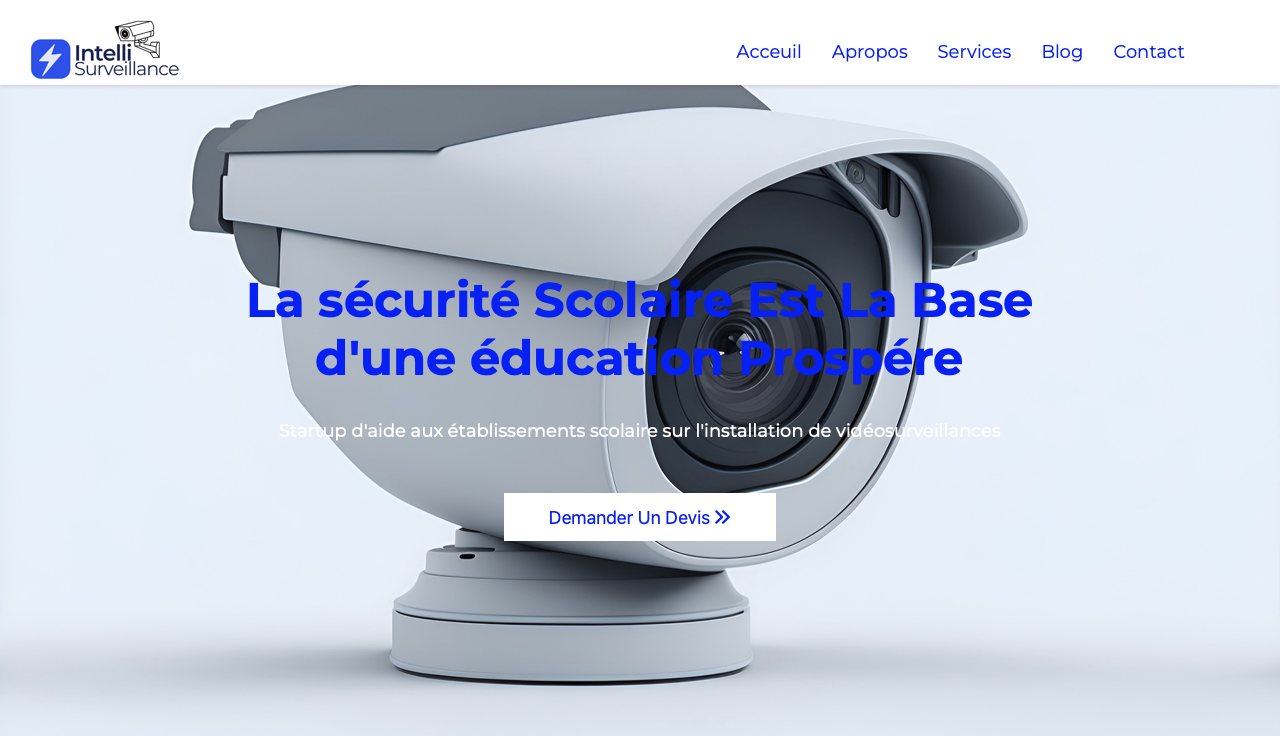 Intelli
Surveillance
Acceuil Apropos Services Blog Contact
La sécurité Scolaire Est La Base
d'une éducation Prospére
Startup d'aide aux établissements scolaire sur l'installation de vidéosurveillances
Demander Un Devis